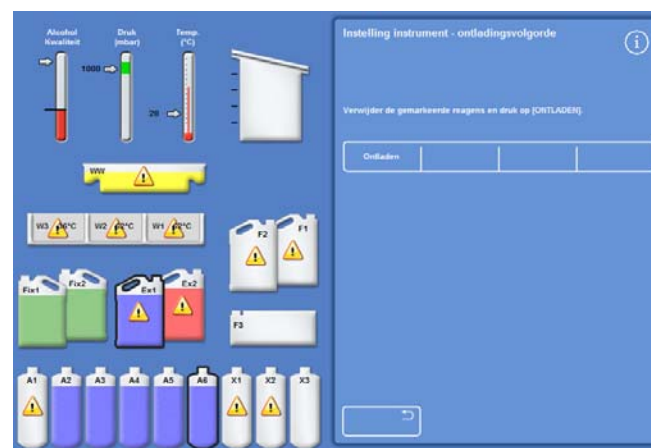 Alcohol Kwaliteit
Druk (mbar)
Temp. (°C)
1000
20
WW
W3
W2
W1
F2
F1
Fix1
Fix2
Ex1
Ex2
F3
A1
A2
A3
A4
A5
A6
X1
X2
X3
Instelling instrument - ontladingsvolgorde
i
Verwijder de gemarkeerde reagens en druk op [ONTLADEN].
Ontladen